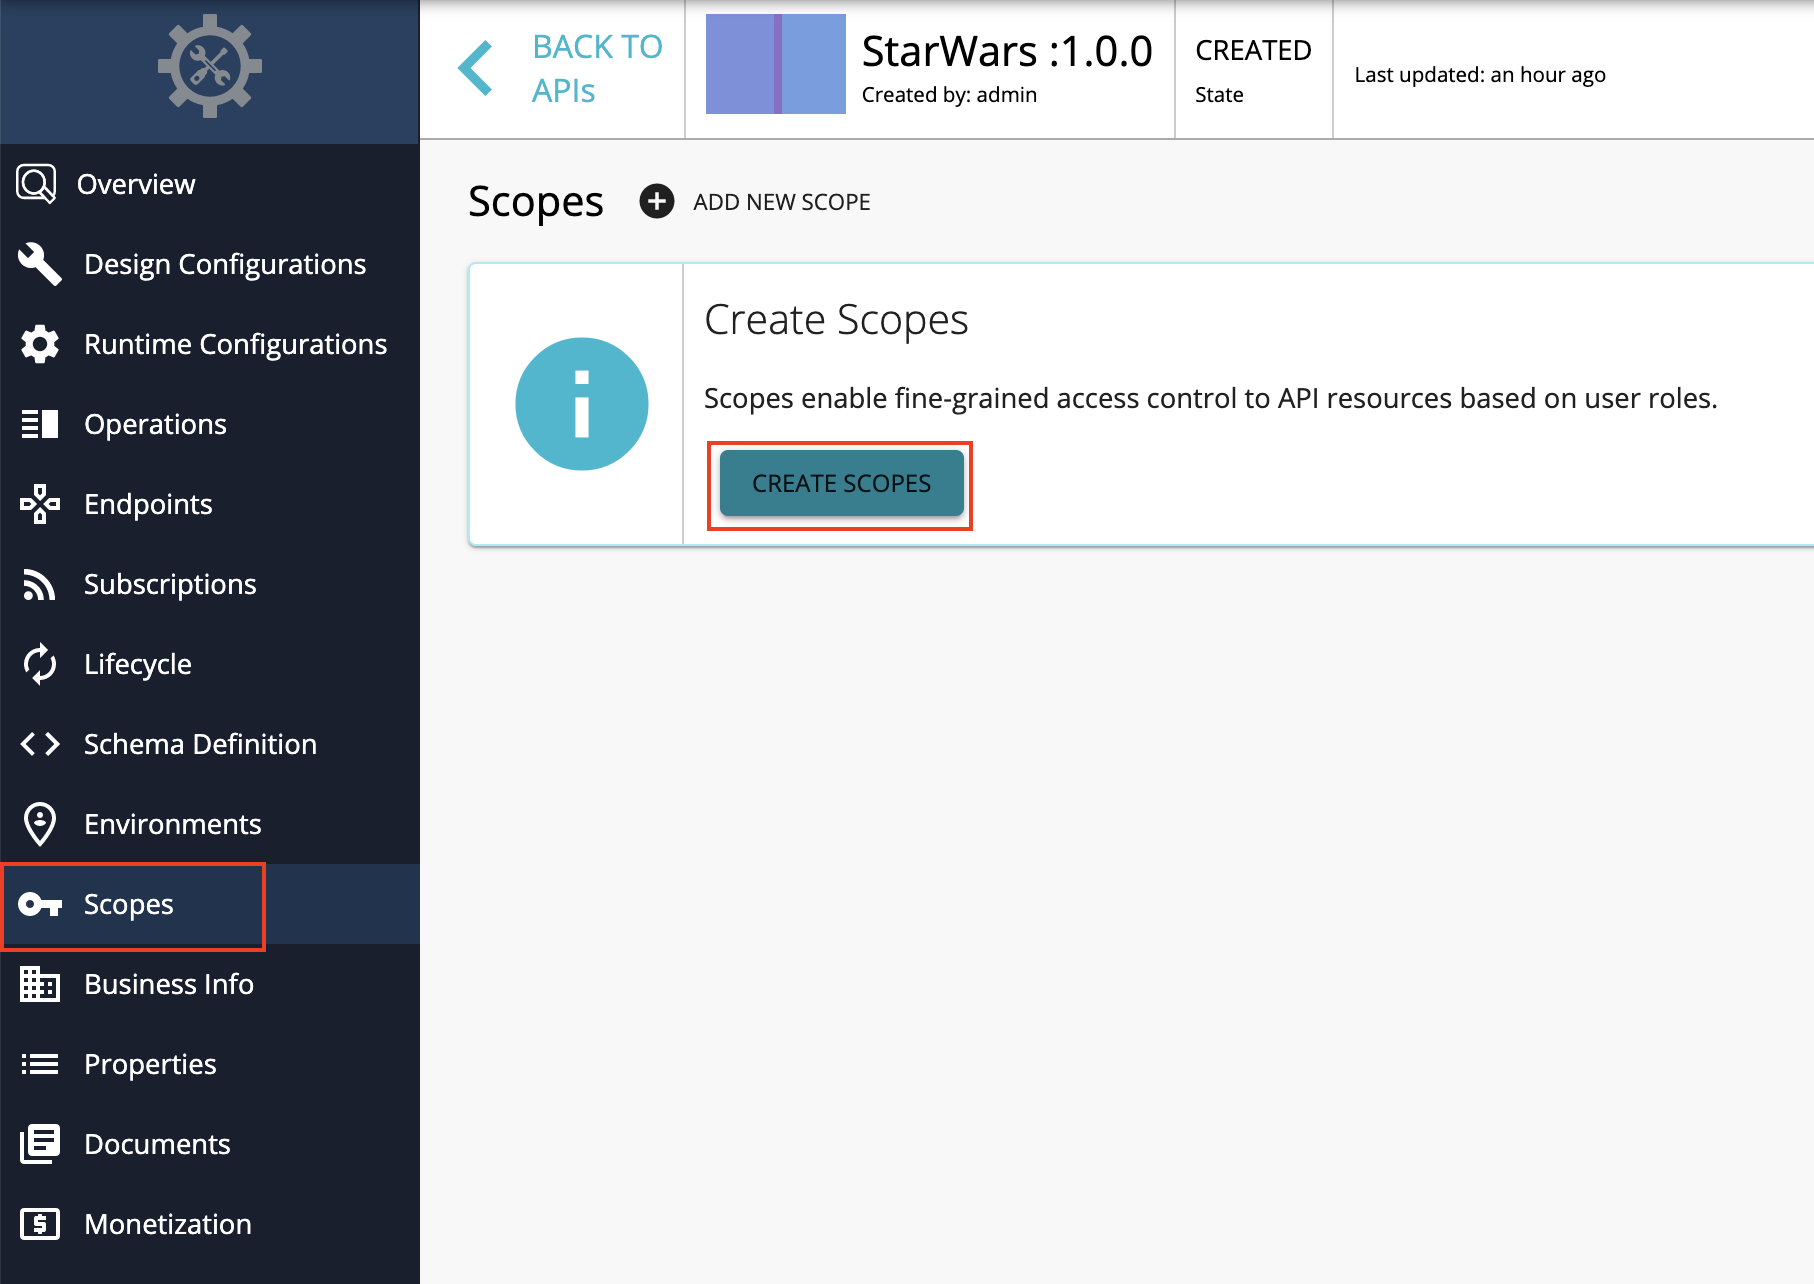 BACK TO
APIs
StarWars :1.0.0
Created by: admin
CREATED
State
Last updated: an hour ago
Overview
Design Configurations
Runtime Configurations
Operations
Endpoints
Subscriptions
Lifecycle
Schema Definition
Environments
Scopes
Business Info
Properties
Documents
Monetization
Scopes
ADD NEW SCOPE
Create Scopes
Scopes enable fine-grained access control to API resources based on user roles.
CREATE SCOPES